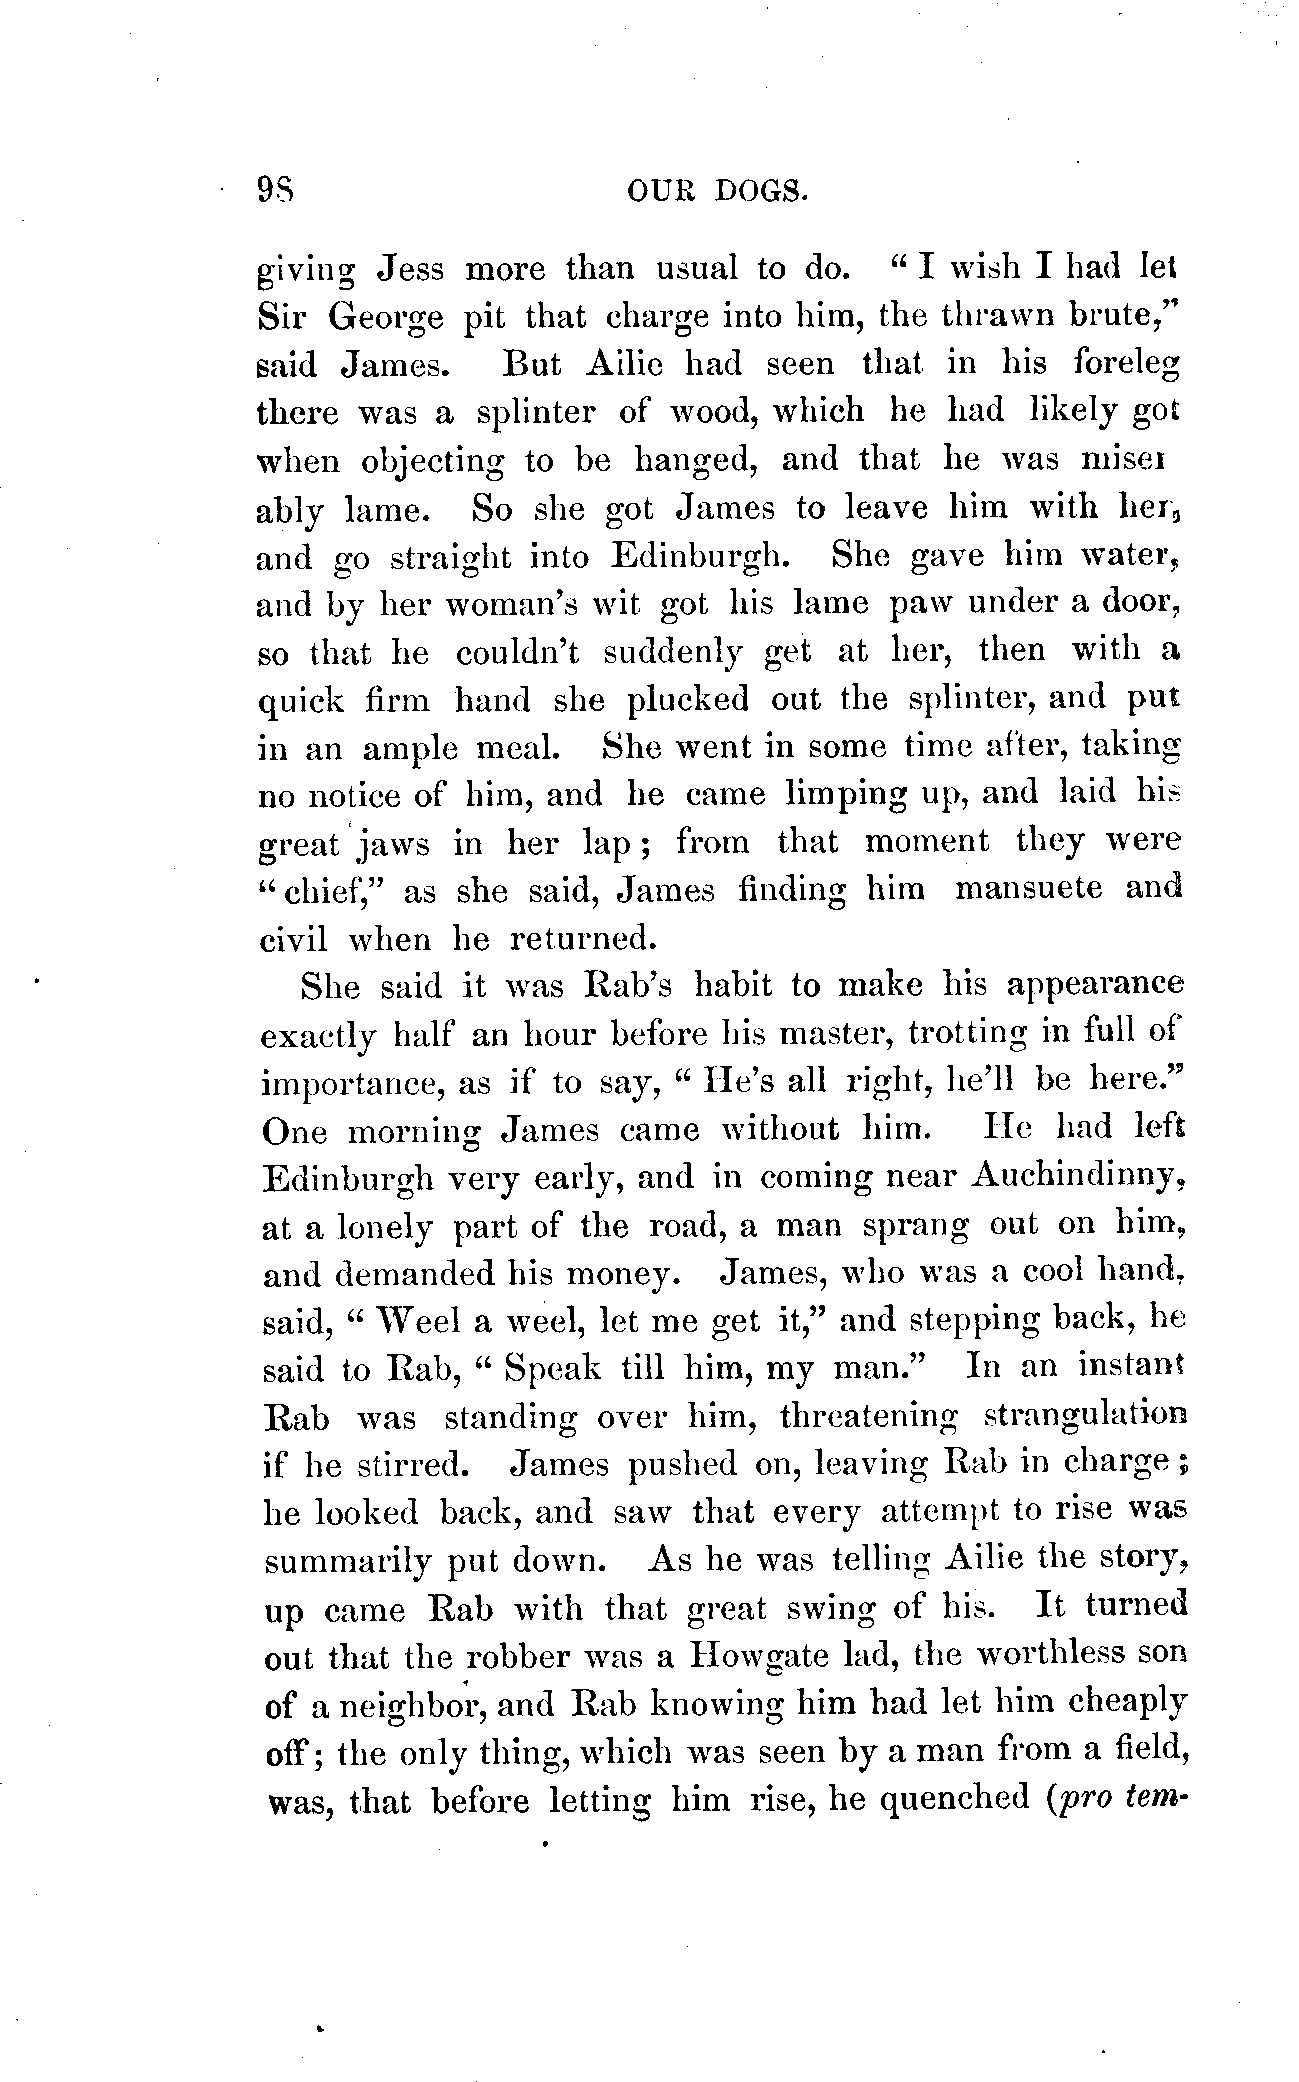 98 OUR DOGS.
giving Jess more than usual to do. “ I wish I had let
Sir George pit that charge into him, the thrawn brute,”
said James. But Ailie had seen that in his foreleg
there was a splinter of wood, which he had likely got
when objecting to be hanged, and that he was miser
ably lame. So she got James to leave him with her,
and go straight into Edinburgh. She gave him water,
and by her woman’s wit got his lame paw under a door,
so that he couldn’t suddenly get at her, then with a
quick firm hand she plucked out the splinter, and put
in an ample meal. She went in some time after, taking
no notice of him, and he came limping up, and laid his
great jaws in her lap ; from that moment they were
“ chief,” as she said, James finding him mansuete and
civil when he returned.
She said it was Rab’s habit to make his appearance
exactly half an hour before his master, trotting in full of
importance, as if to say, “ He’s all right, he’ll be here.”
One morning James came without him. He had left
Edinburgh very early, and in coming near Auchindinny,
at a lonely part of the road, a man sprang out on him,
and demanded his money. James, who was a cool hand,
said, “ Weel a weel, let me get it,” and stepping back, he
said to Rab, “ Speak till him, my man.” In an instant
Rab was standing over him, threatening strangulation
if he stirred. James pushed on, leaving Rab in charge ;
he looked back, and saw that every attempt to rise was
summarily put down. As he was telling Ailie the story,
up came Rab with that great swing of his. It turned
out that the robber was a Howgate lad, the worthless son
of a neighbor, and Rab knowing him had let him cheaply
off ; the only thing, which was seen by a man from a field,
was, that before letting him rise, he quenched (pro tem-